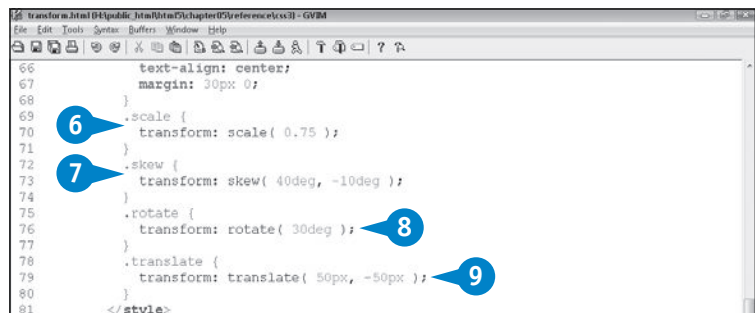 transform.html (H:\public_html\html5\chapter05\reference\css3) - GVIM
File Edit Tools Syntax Buffers Window Help
66 text-align: center;
67 margin: 30px 0;
68 }
69 .scale {
6
70 transform: scale( 0.75 );
71 }
72 .skew {
7
73 transform: skew( 40deg, -10deg );
74 }
75 .rotate {
76 transform: rotate( 30deg ); 8
77 }
78 .translate {
79 transform: translate( 50px, -50px ); 9
80 }
81 </style>